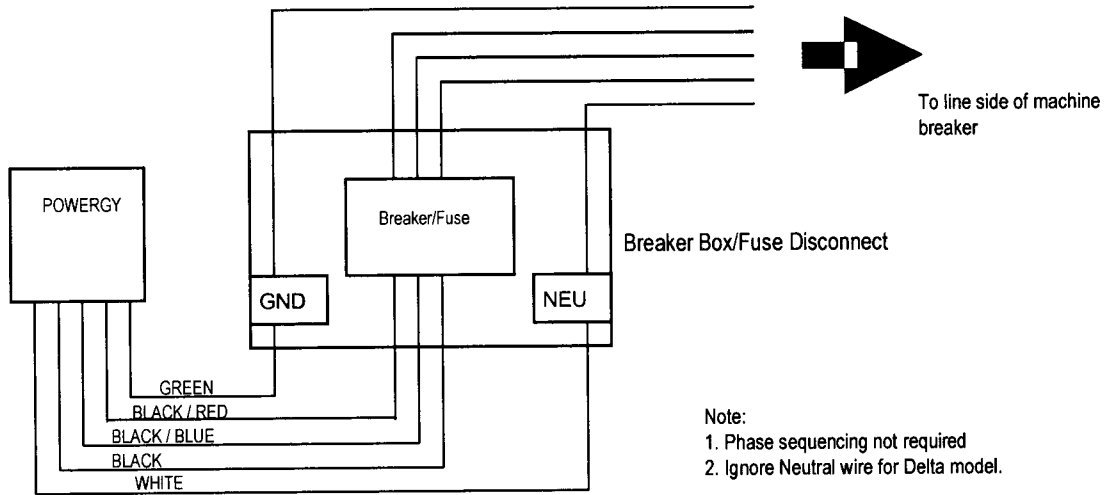 To line side of machine
breaker
POWERGY
Breaker/Fuse
Breaker Box/Fuse Disconnect
GND
NEU
GREEN
BLACK / RED
BLACK / BLUE
BLACK
WHITE
Note:
1. Phase sequencing not required
2. Ignore Neutral wire for Delta model.